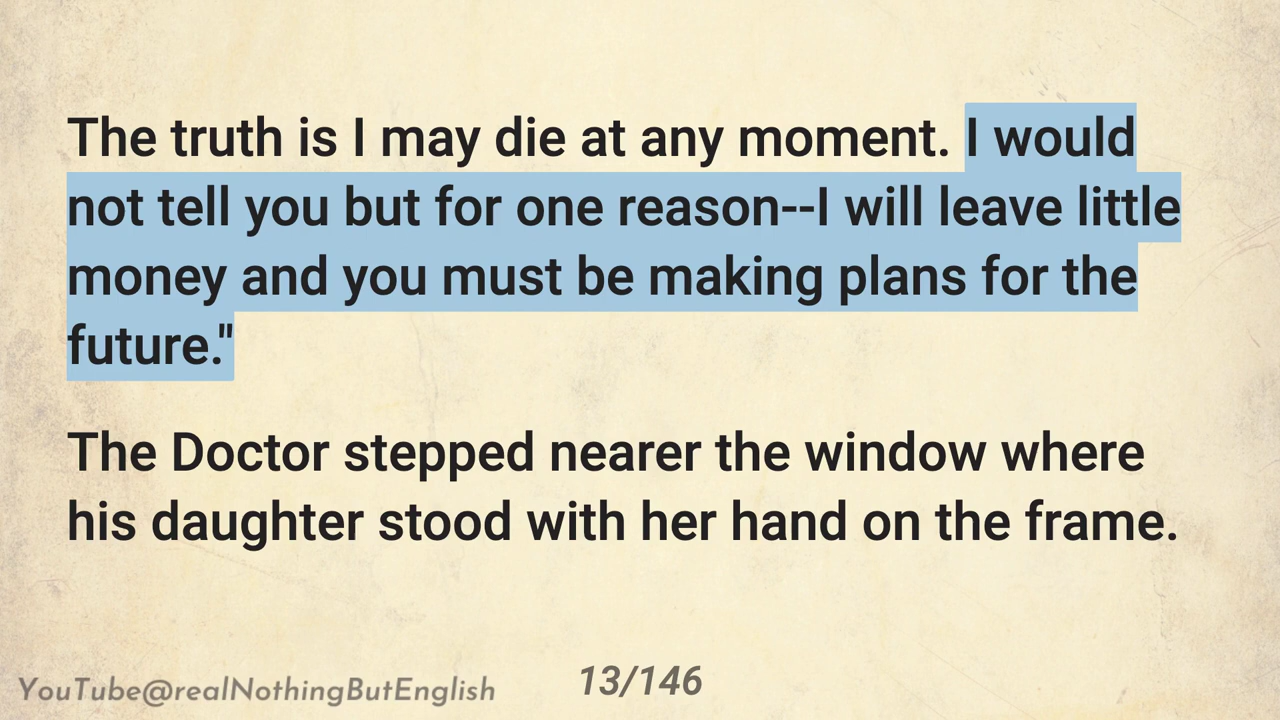 The truth is I may die at any moment. I would
not tell you but for one reason--I will leave little
money and you must be making plans for the
future."
The Doctor stepped nearer the window where
his daughter stood with her hand on the frame.
YouTube@realNothingButEnglish
13/146